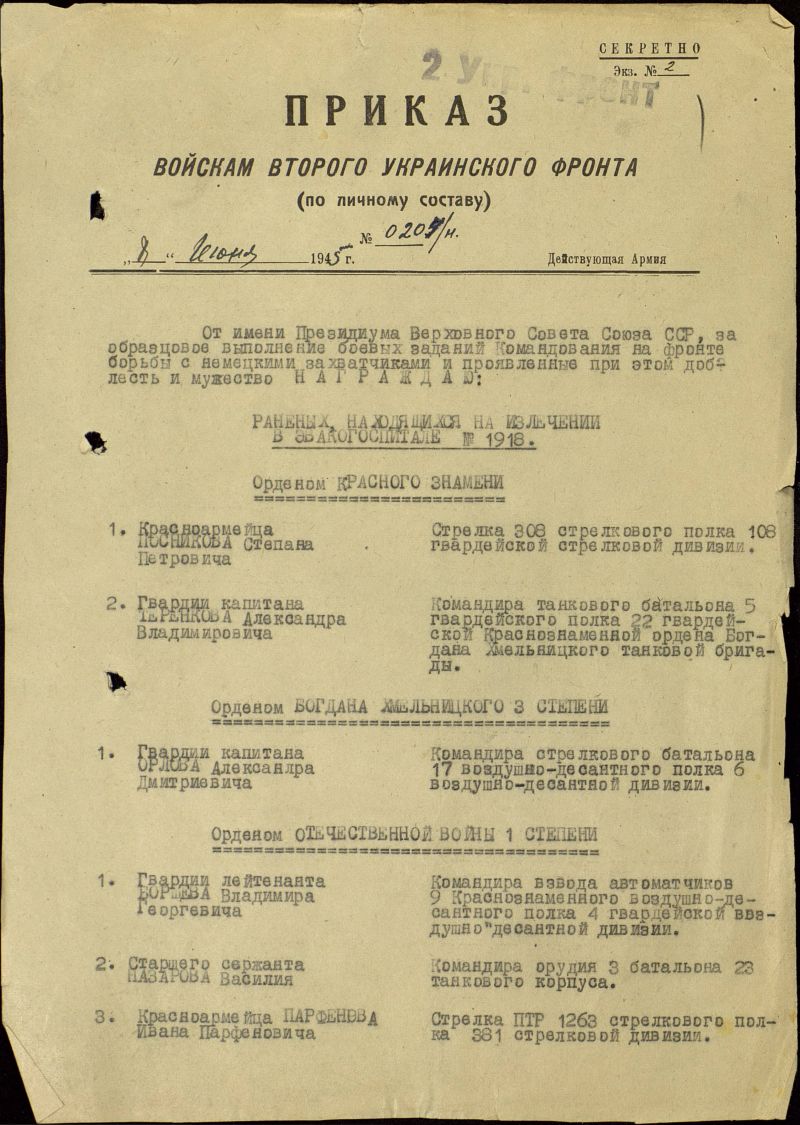 СЕКРЕТНО
Экз. № 2
2 Укр. ФРОНТ
ПРИКАЗ
ВОЙСКАМ ВТОРОГО УКРАИНСКОГО ФРОНТА
(по личному составу)
№ 0207/н.
„8“ Июня 1945 г. Действующая Армия
От имени Президиума Верховного Совета Союза ССР, за
образцовое выполнение боевых заданий Командования на фронте
борьбы с немецкими захватчиками и проявленные при этом доб-
лесть и мужество НАГРАЖДАЮ:
РАНЕНЫХ, НАХОДЯЩИХСЯ НА ИЗЛЕЧЕНИИ
В ЭВАКОГОСПИТАЛЕ № 1918.
Орденом КРАСНОГО ЗНАМЕНИ
1. Красноармейца Стрелка 308 стрелкового полка 108
ПОСНИКОВА Степана гвардейской стрелковой дивизии.
Петровича
2. Гвардии капитана Командира танкового батальона 5
ТЕРЕНКОВА Александра гвардейского полка 22 гвардей-
Владимировича ской Краснознаменной ордена Бог-
дана Хмельницкого танковой брига-
ды.
Орденом БОГДАНА ХМЕЛЬНИЦКОГО 3 СТЕПЕНИ
1. Гвардии капитана Командира стрелкового батальона
ОРЛОВА Александра 17 воздушно-десантного полка 6
Дмитриевича воздушно-десантной дивизии.
Орденом ОТЕЧЕСТВЕННОЙ ВОЙНЫ 1 СТЕПЕНИ
1. Гвардии лейтенанта Командира взвода автоматчиков
БОРЩЕВА Владимира 9 Краснознаменного воздушно-де-
Георгевича сантного полка 4 гвардейской ввз-
душно"десантной дивизии.
2. Старшего сержанта Командира орудия 3 батальона 23
НАЗАРОВА Василия танкового корпуса.
3. Красноармейца ПАРФЕНОВА Стрелка ПТР 1263 стрелкового пол-
Ивана Парфеновича ка 381 стрелковой дивизии.